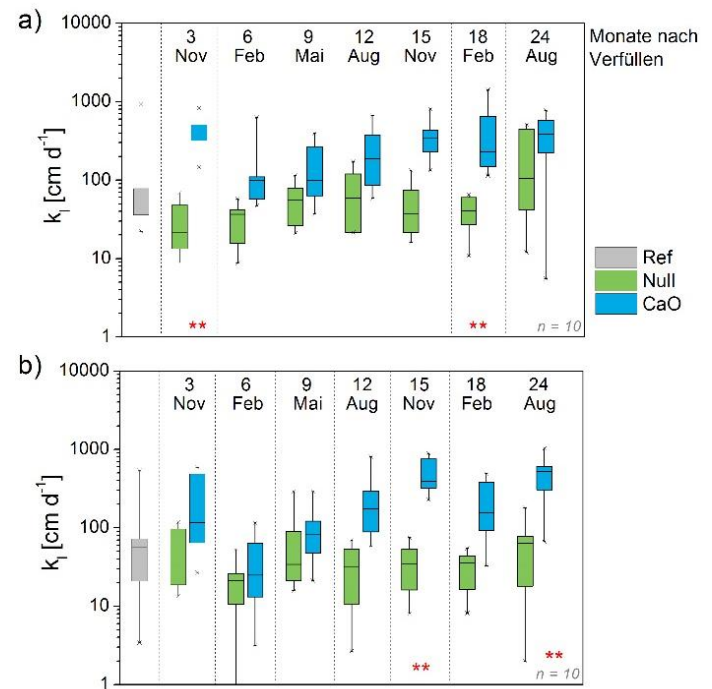 a)
3 6 9 12 15 18 24
Nov Feb Mai Aug Nov Feb Aug
Monate nach
Verfüllen
10000
1000
100
10
1
kl [cm d-1]
** **
n = 10
Ref
Null
CaO
b)
3 6 9 12 15 18 24
Nov Feb Mai Aug Nov Feb Aug
10000
1000
100
10
1
kl [cm d-1]
** **
n = 10